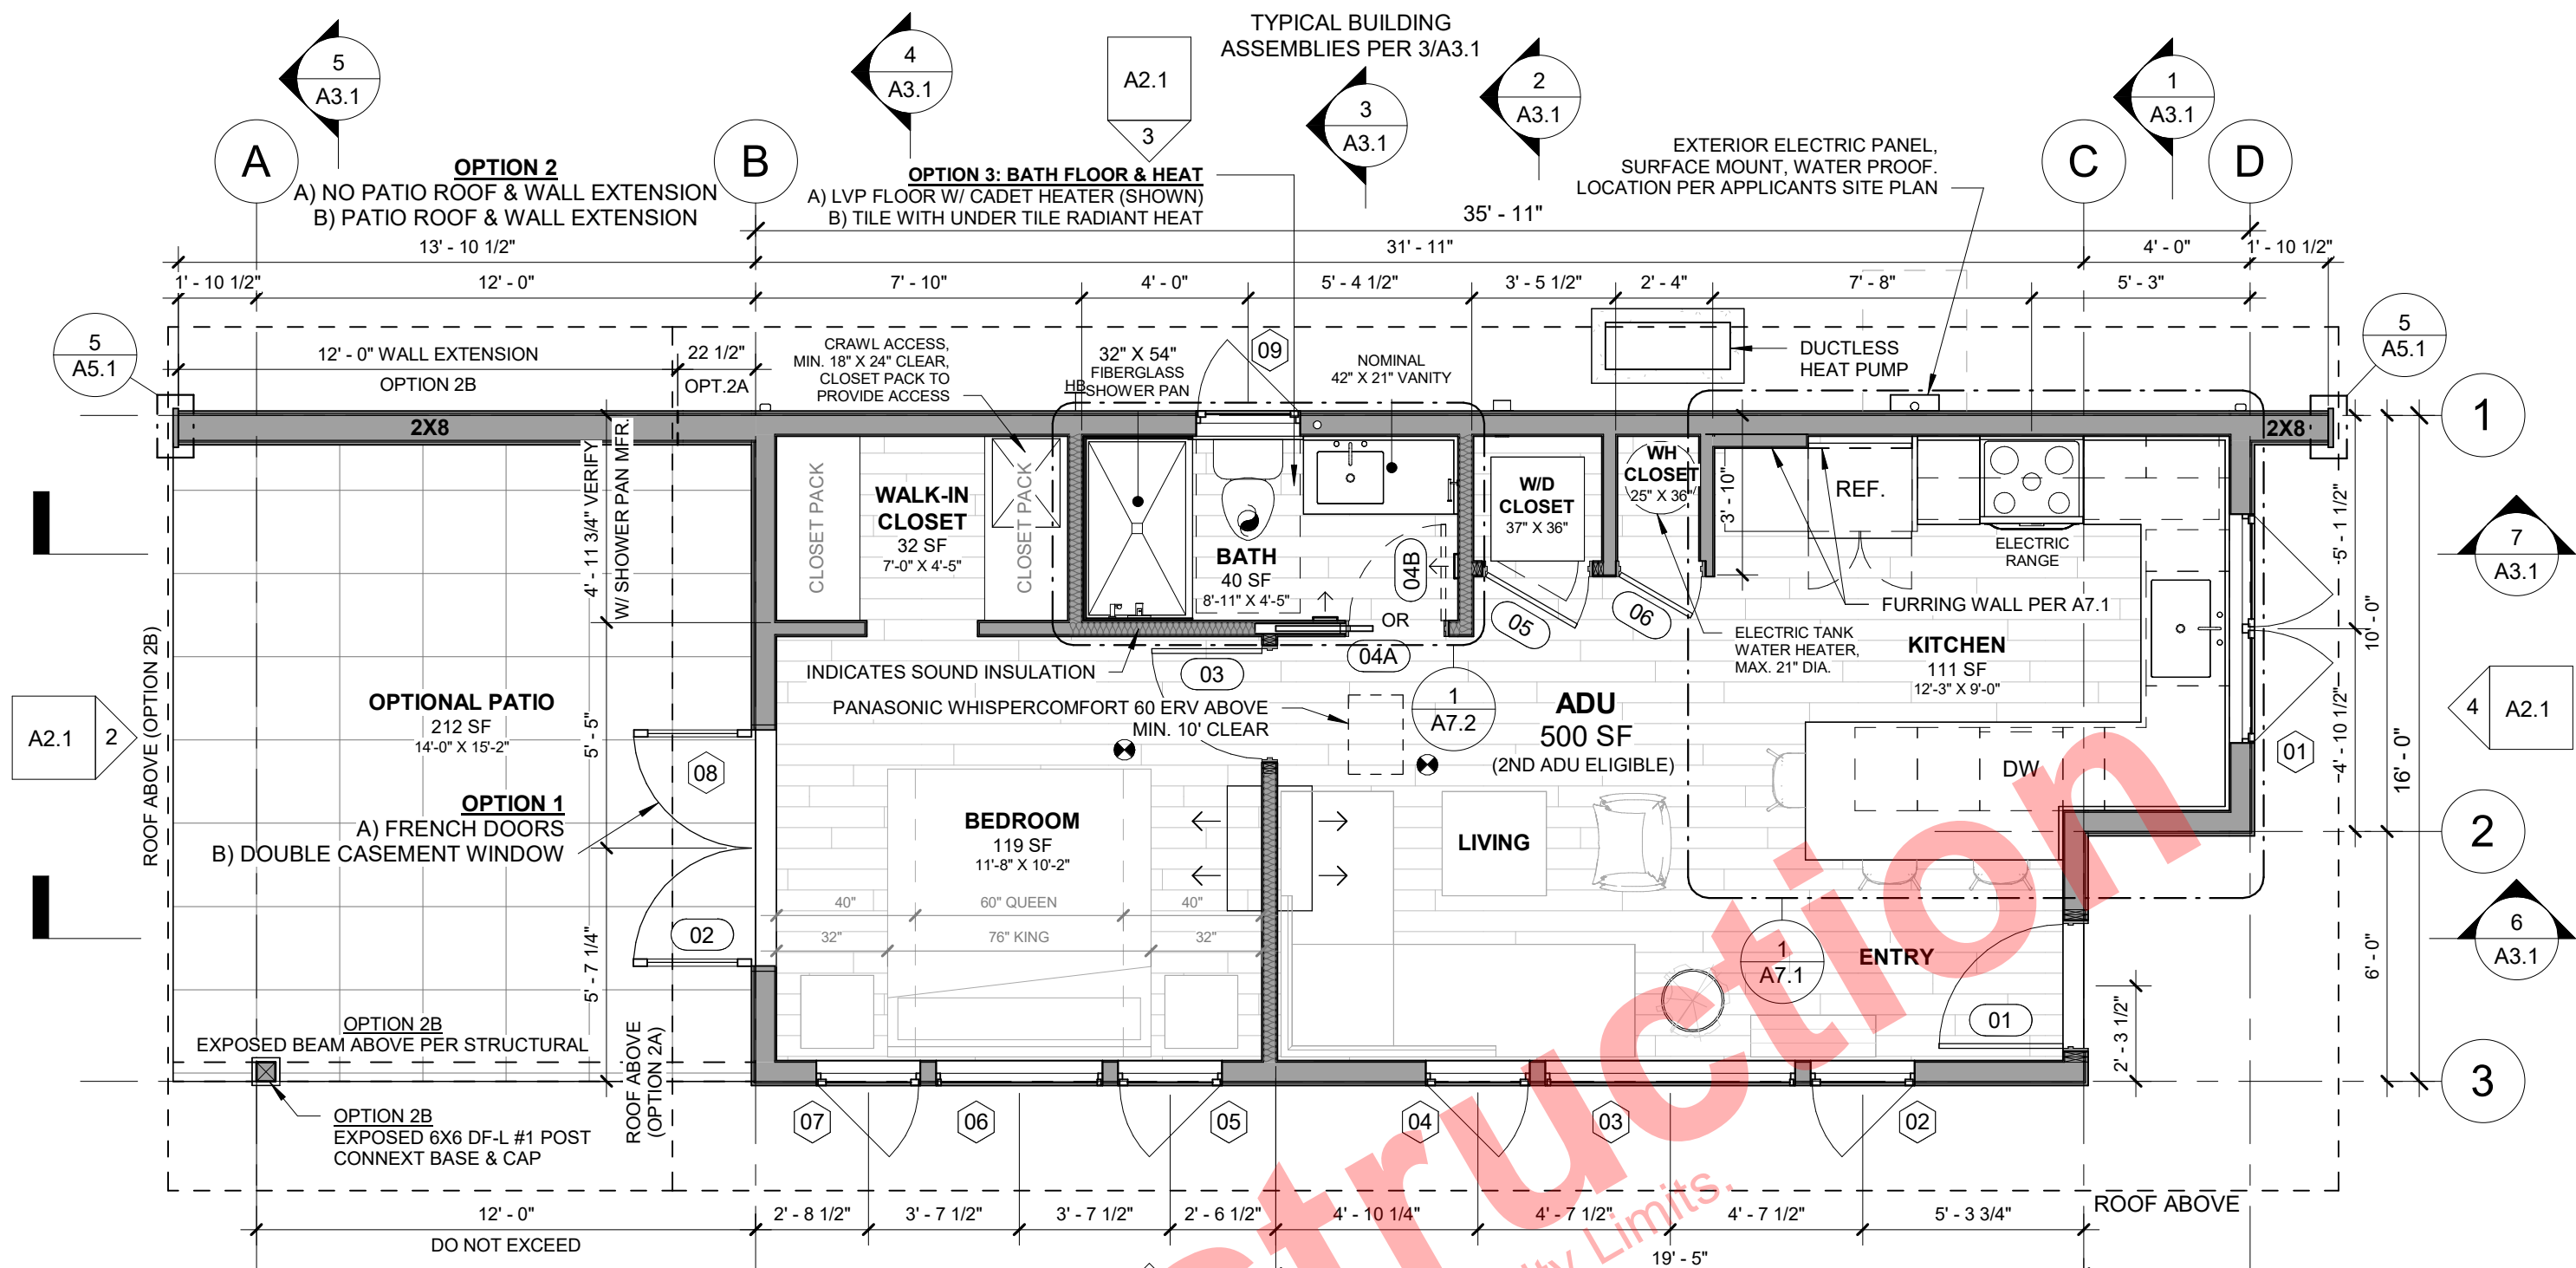 TYPICAL BUILDING
ASSEMBLIES PER 3/A3.1
5
A3.1
4
A3.1
A2.1
3
3
A3.1
2
A3.1
1
A3.1
A
B
C
D
OPTION 2
A) NO PATIO ROOF & WALL EXTENSION
B) PATIO ROOF & WALL EXTENSION
OPTION 3: BATH FLOOR & HEAT
A) LVP FLOOR W/ CADET HEATER (SHOWN)
B) TILE WITH UNDER TILE RADIANT HEAT
EXTERIOR ELECTRIC PANEL,
SURFACE MOUNT, WATER PROOF.
LOCATION PER APPLICANTS SITE PLAN
35' - 11"
13' - 10 1/2"
31' - 11"
4' - 0"
1' - 10 1/2"
1' - 10 1/2"
12' - 0"
7' - 10"
4' - 0"
5' - 4 1/2"
3' - 5 1/2"
2' - 4"
7' - 8"
5' - 3"
5
A5.1
12' - 0" WALL EXTENSION
OPTION 2B
22 1/2"
OPT.2A
CRAWL ACCESS,
MIN. 18" X 24" CLEAR,
CLOSET PACK TO
PROVIDE ACCESS
HB
32" X 54"
FIBERGLASS
SHOWER PAN
09
NOMINAL
42" X 21" VANITY
DUCTLESS
HEAT PUMP
5
A5.1
2X8
2X8
1
4' - 11 3/4" VERIFY
W/ SHOWER PAN MFR.
CLOSET PACK
WALK-IN
CLOSET
32 SF
7'-0" X 4'-5"
CLOSET PACK
BATH
40 SF
8'-11" X 4'-5"
04B
OR
04A
W/D
CLOSET
37" X 36"
WH
CLOSET
25" X 36"
3' - 10"
REF.
ELECTRIC
RANGE
5' - 1 1/2"
7
A3.1
05
06
FURRING WALL PER A7.1
ELECTRIC TANK
WATER HEATER,
MAX. 21" DIA.
KITCHEN
111 SF
12'-3" X 9'-0"
10' - 0"
INDICATES SOUND INSULATION
03
PANASONIC WHISPERCOMFORT 60 ERV ABOVE
MIN. 10' CLEAR
1
A7.2
ADU
500 SF
(2ND ADU ELIGIBLE)
ROOF ABOVE (OPTION 2B)
OPTIONAL PATIO
212 SF
14'-0" X 15'-2"
5' - 5"
A2.1
2
4
A2.1
01
4' - 10 1/2"
16' - 0"
08
OPTION 1
A) FRENCH DOORS
B) DOUBLE CASEMENT WINDOW
BEDROOM
119 SF
11'-8" X 10'-2"
LIVING
DW
2
40"
60" QUEEN
40"
32"
76" KING
32"
02
5' - 7 1/4"
1
A7.1
ENTRY
01
6' - 0"
6
A3.1
2' - 3 1/2"
OPTION 2B
EXPOSED BEAM ABOVE PER STRUCTURAL
ROOF ABOVE
(OPTION 2A)
3
OPTION 2B
EXPOSED 6X6 DF-L #1 POST
CONNEXT BASE & CAP
07
06
05
04
03
02
ROOF ABOVE
12' - 0"
DO NOT EXCEED
2' - 8 1/2"
3' - 7 1/2"
3' - 7 1/2"
2' - 6 1/2"
4' - 10 1/4"
4' - 7 1/2"
4' - 7 1/2"
5' - 3 3/4"
19' - 5"
struction
Limits.